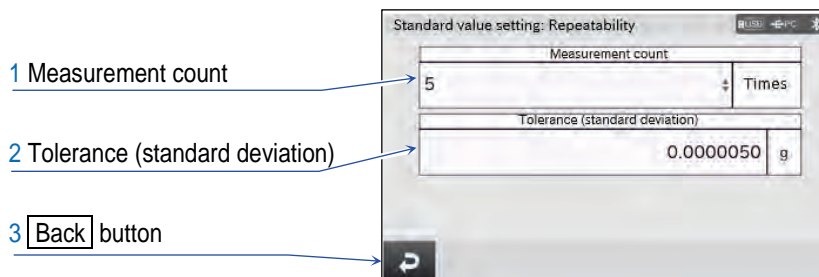 Standard value setting: Repeatability USB PC
Measurement count
1 Measurement count
5 Times
Tolerance (standard deviation)
2 Tolerance (standard deviation)
0.0000050 g
3 Back button